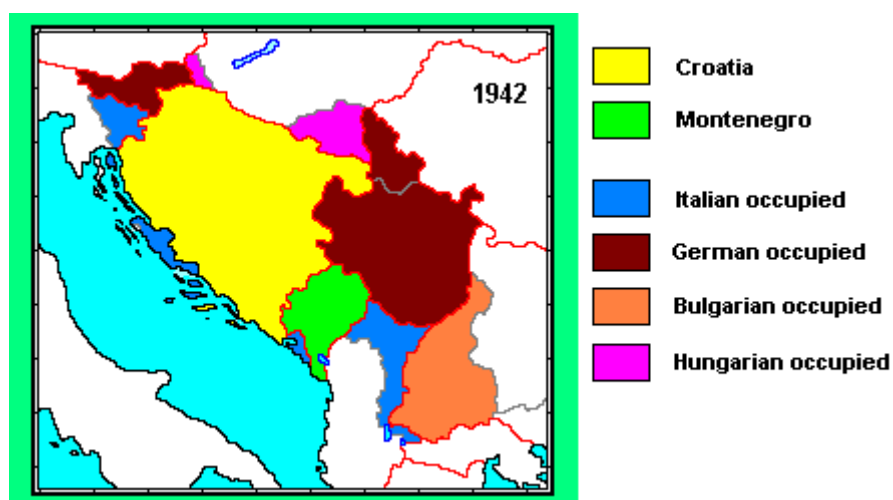 1942
Croatia
Montenegro
Italian occupied
German occupied
Bulgarian occupied
Hungarian occupied